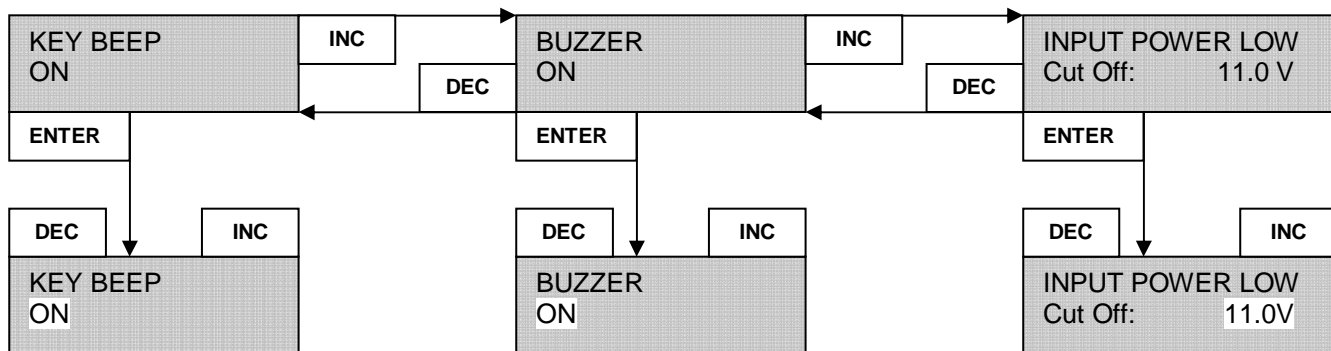 KEY BEEP
ON
INC
DEC
BUZZER
ON
INC
DEC
INPUT POWER LOW
Cut Off: 11.0 V
ENTER
ENTER
ENTER
DEC
INC
KEY BEEP
ON
DEC
INC
BUZZER
ON
DEC
INC
INPUT POWER LOW
Cut Off: 11.0V